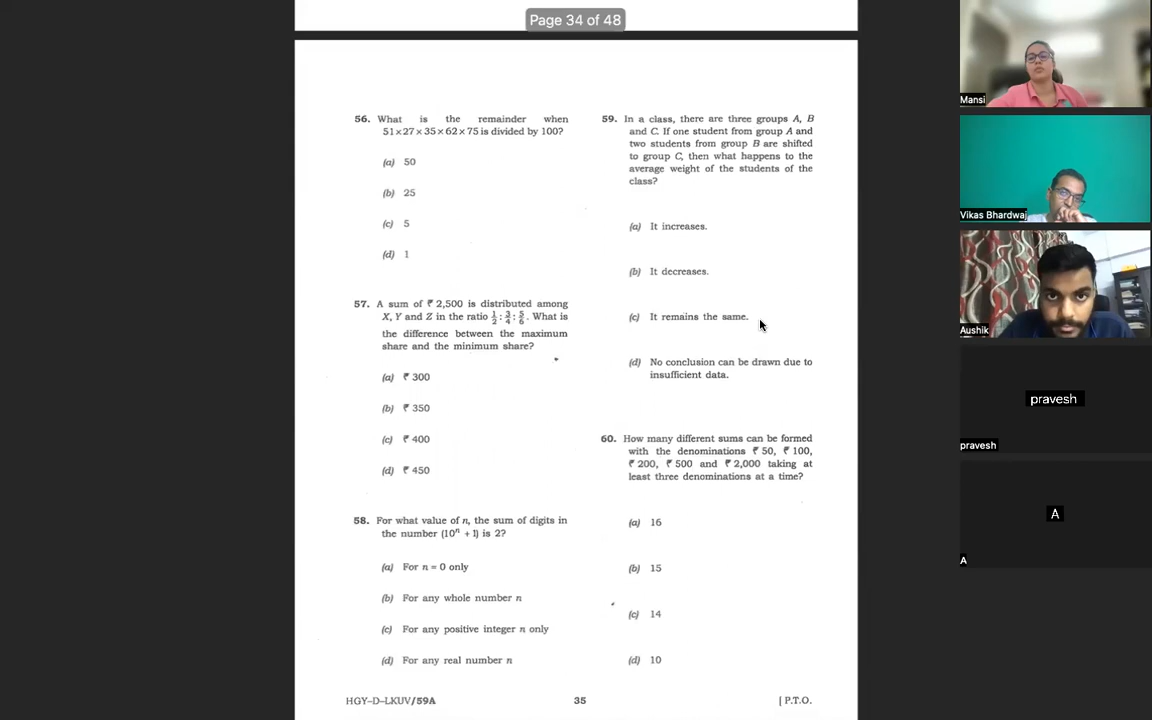 Page 34 of 48
56. What is the remainder when
51×27×35×62×75 is divided by 100?
(a) 50
(b) 25
(c) 5
(d) 1
57. A sum of ₹ 2,500 is distributed among
X, Y and Z in the ratio 1/2 : 3/4 : 5/6. What is
the difference between the maximum
share and the minimum share?
(a) ₹ 300
(b) ₹ 350
(c) ₹ 400
(d) ₹ 450
58. For what value of n, the sum of digits in
the number (10ⁿ + 1) is 2?
(a) For n = 0 only
(b) For any whole number n
(c) For any positive integer n only
(d) For any real number n
59. In a class, there are three groups A, B
and C. If one student from group A and
two students from group B are shifted
to group C, then what happens to the
average weight of the students of the
class?
(a) It increases.
(b) It decreases.
(c) It remains the same.
(d) No conclusion can be drawn due to
insufficient data.
60. How many different sums can be formed
with the denominations ₹ 50, ₹ 100,
₹ 200, ₹ 500 and ₹ 2,000 taking at
least three denominations at a time?
(a) 16
(b) 15
(c) 14
(d) 10
HGY–D–LKUV/59A
35
[ P.T.O.
Mansi
Vikas Bhardwaj
Aushik
pravesh
pravesh
A
A